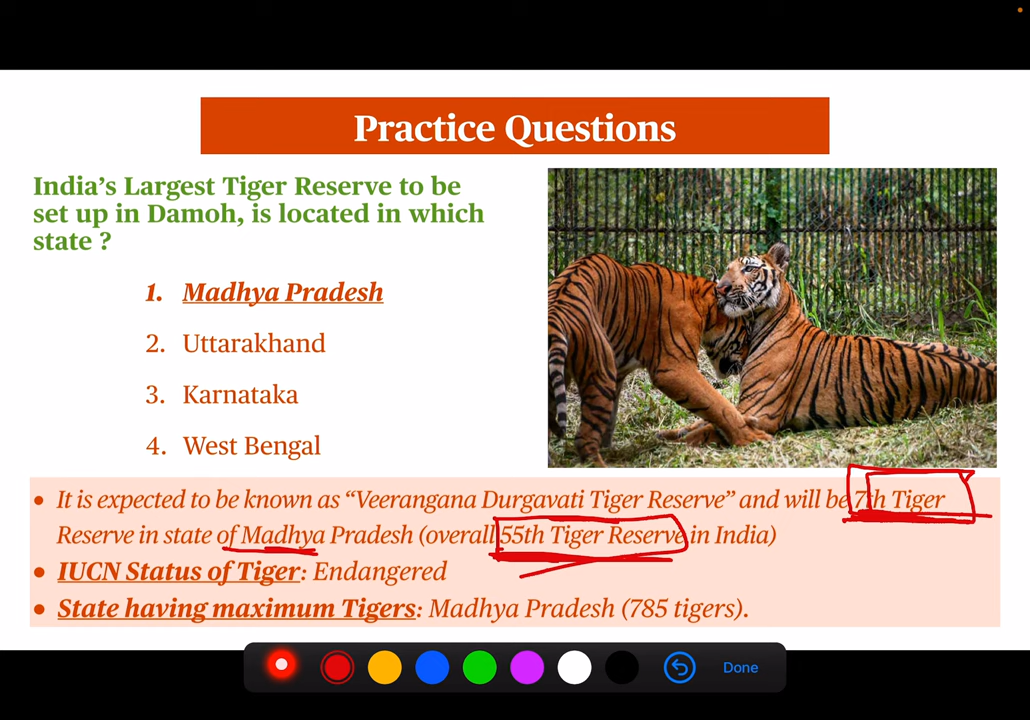 Practice Questions
India's Largest Tiger Reserve to be
set up in Damoh, is located in which
state ?
1. Madhya Pradesh
2. Uttarakhand
3. Karnataka
4. West Bengal
• It is expected to be known as “Veerangana Durgavati Tiger Reserve” and will be 7th Tiger
Reserve in state of Madhya Pradesh (overall 55th Tiger Reserve in India)
• IUCN Status of Tiger: Endangered
• State having maximum Tigers: Madhya Pradesh (785 tigers).
Done